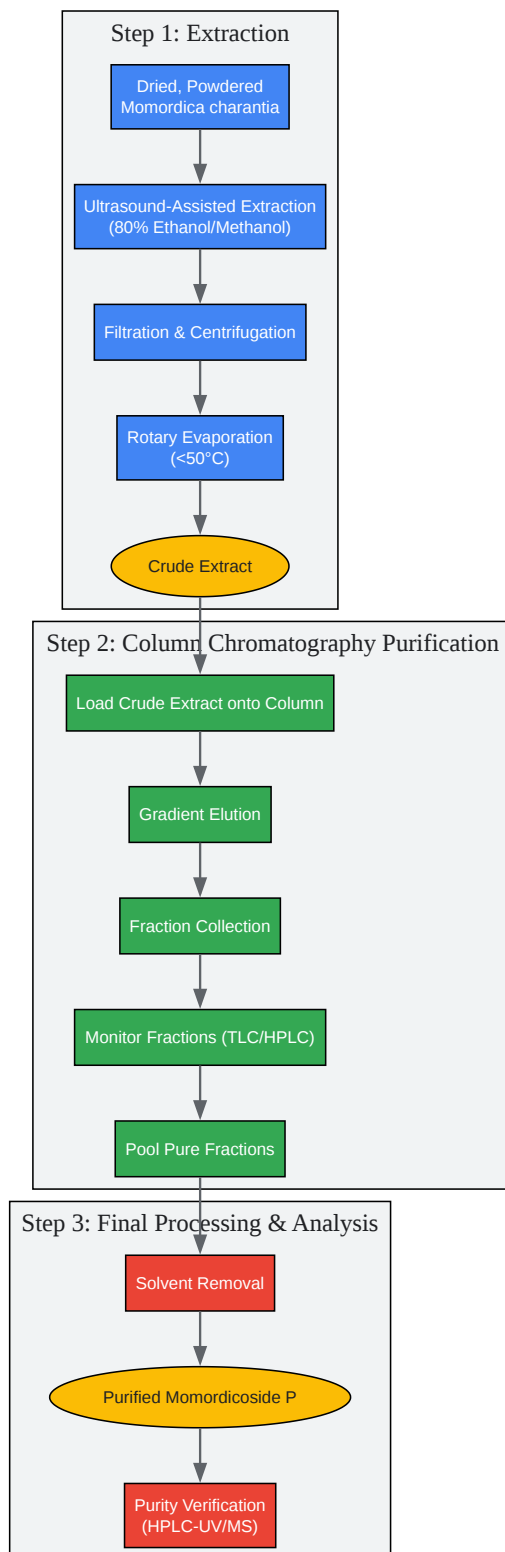 Step 1: Extraction
Dried, Powdered
Momordica charantia
Ultrasound-Assisted Extraction
(80% Ethanol/Methanol)
Filtration & Centrifugation
Rotary Evaporation
(<50°C)
Crude Extract
Step 2: Column Chromatography Purification
Load Crude Extract onto Column
Gradient Elution
Fraction Collection
Monitor Fractions (TLC/HPLC)
Pool Pure Fractions
Step 3: Final Processing & Analysis
Solvent Removal
Purified Momordicoside P
Purity Verification
(HPLC-UV/MS)